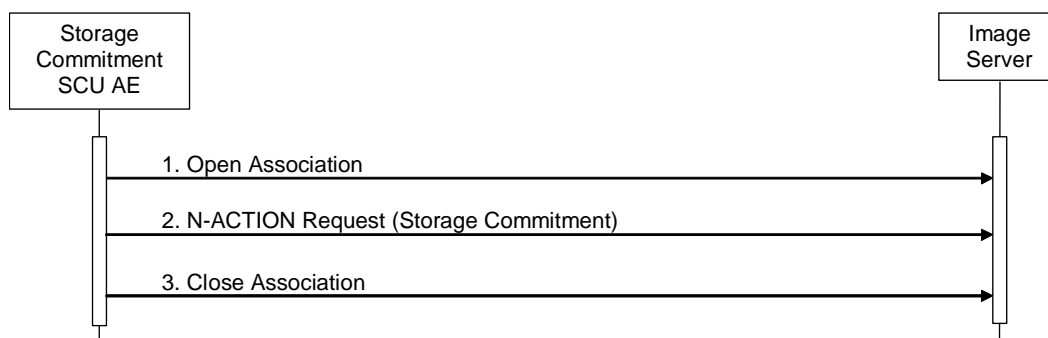 Storage
Commitment
SCU AE
Image
Server
1. Open Association
2. N-ACTION Request (Storage Commitment)
3. Close Association